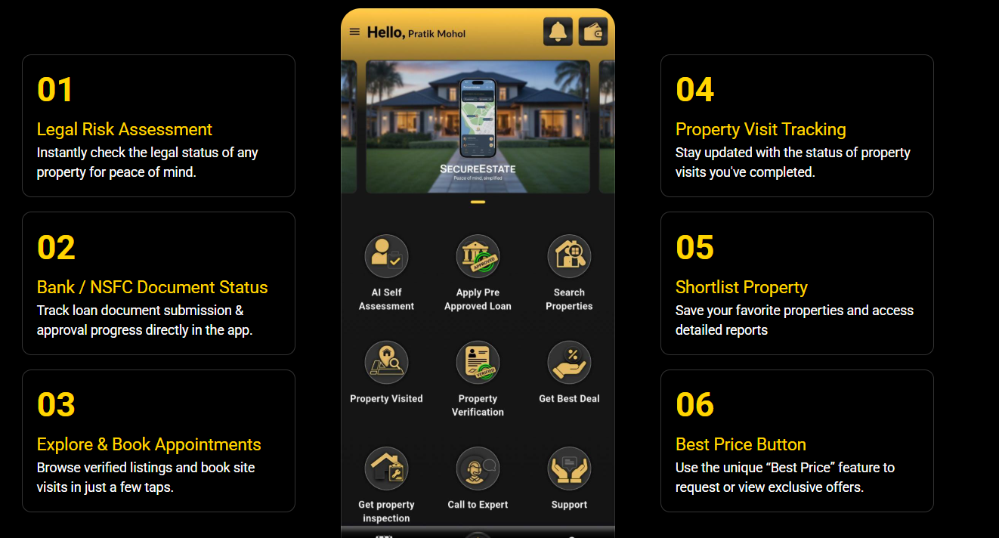 01
Legal Risk Assessment
Instantly check the legal status of any
property for peace of mind.
02
Bank / NSFC Document Status
Track loan document submission &
approval progress directly in the app.
03
Explore & Book Appointments
Browse verified listings and book site
visits in just a few taps.
Hello, Pratik Mohol
SECUREESTATE
Peace of mind, simplified
AI Self
Assessment
APPROVED
Apply Pre
Approved Loan
Search
Properties
Property Visited
VERIFIED
Property
Verification
%
Get Best Deal
Get property
inspection
Call to Expert
Support
04
Property Visit Tracking
Stay updated with the status of property
visits you've completed.
05
Shortlist Property
Save your favorite properties and access
detailed reports
06
Best Price Button
Use the unique “Best Price” feature to
request or view exclusive offers.